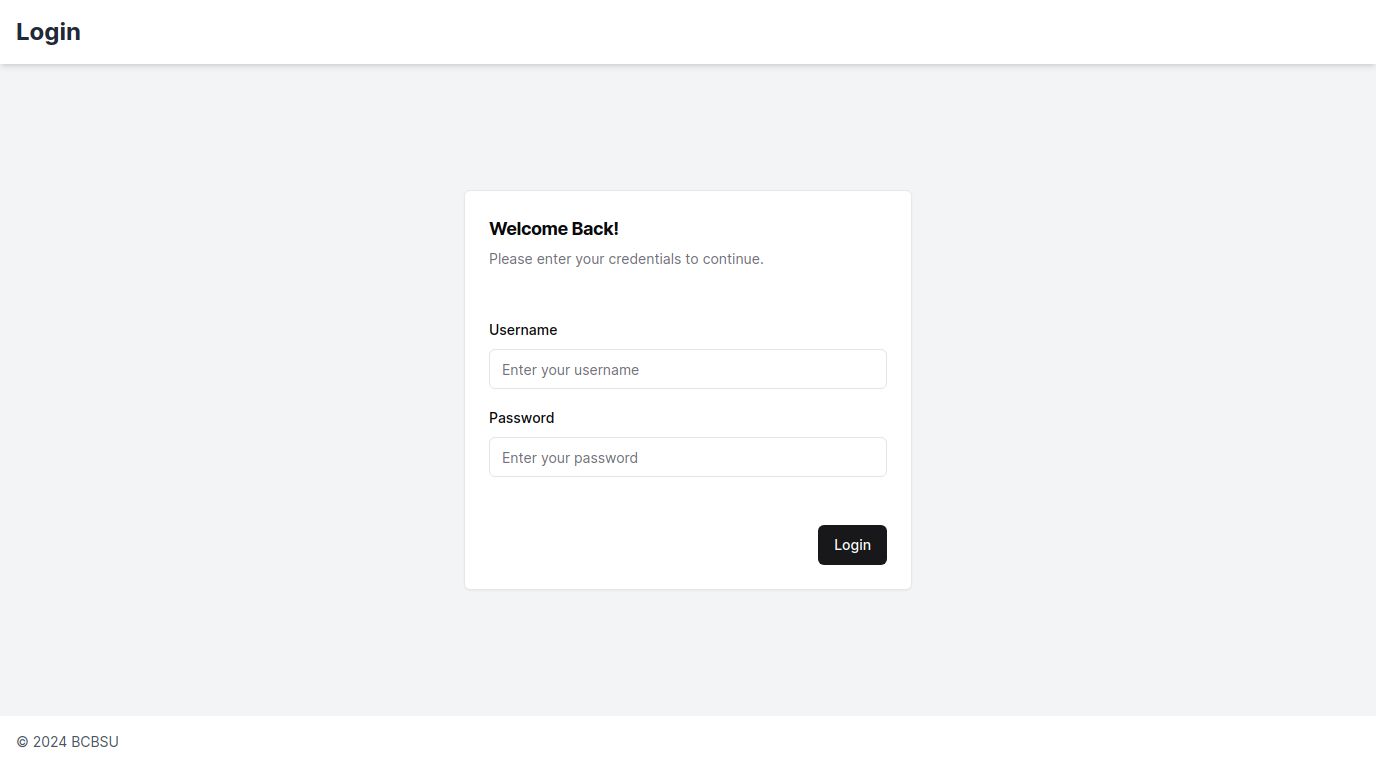 Login
Welcome Back!
Please enter your credentials to continue.
Username
Enter your username
Password
Enter your password
Login
© 2024 BCBSU